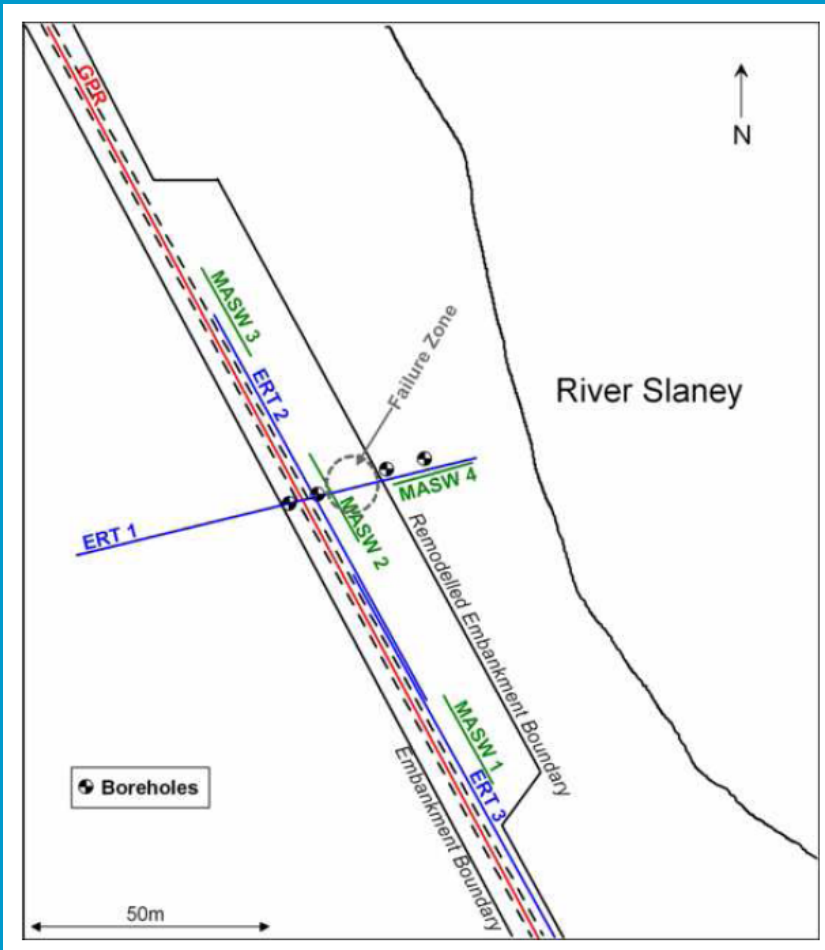 GPR
N
MASW 3
ERT 2
Failure Zone
River Slaney
MASW 4
MASW 2
ERT 1
Remodelled Embankment Boundary
MASW 1
ERT 3
Embankment Boundary
Boreholes
50m